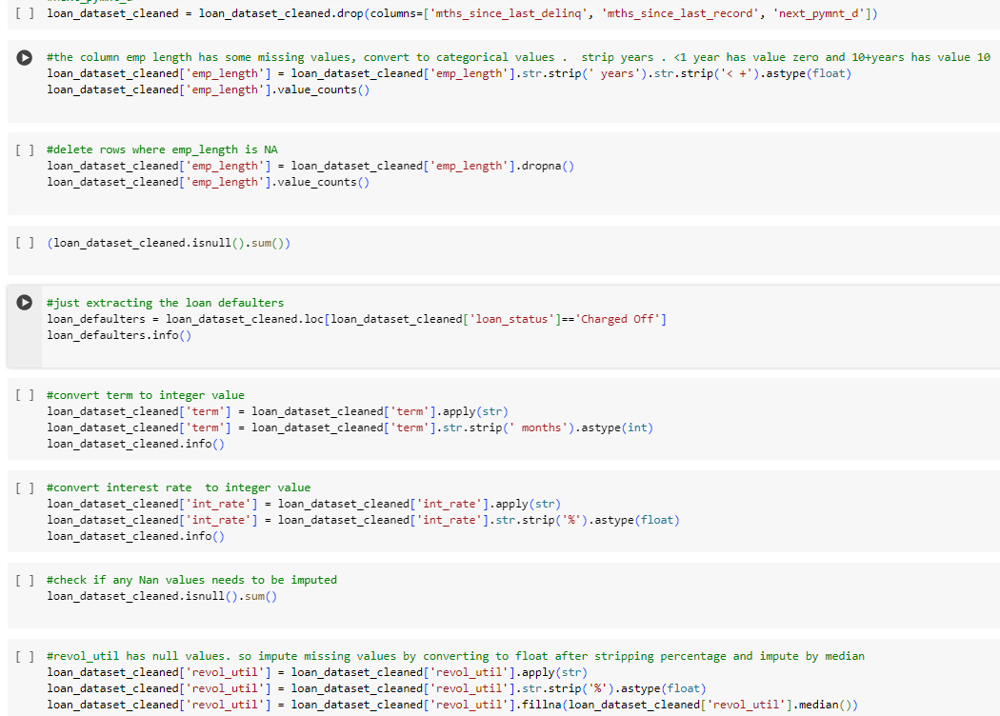 [ ] loan_dataset_cleaned = loan_dataset_cleaned.drop(columns=['mths_since_last_delinq', 'mths_since_last_record', 'next_pymnt_d'])
#the column emp length has some missing values, convert to categorical values .  strip years . <1 year has value zero and 10+years has value 10
loan_dataset_cleaned['emp_length'] = loan_dataset_cleaned['emp_length'].str.strip(' years').str.strip('< +').astype(float)
loan_dataset_cleaned['emp_length'].value_counts()
[ ] #delete rows where emp_length is NA
loan_dataset_cleaned['emp_length'] = loan_dataset_cleaned['emp_length'].dropna()
loan_dataset_cleaned['emp_length'].value_counts()
[ ] (loan_dataset_cleaned.isnull().sum())
#just extracting the loan defaulters
loan_defaulters = loan_dataset_cleaned.loc[loan_dataset_cleaned['loan_status']=='Charged Off']
loan_defaulters.info()
[ ] #convert term to integer value
loan_dataset_cleaned['term'] = loan_dataset_cleaned['term'].apply(str)
loan_dataset_cleaned['term'] = loan_dataset_cleaned['term'].str.strip(' months').astype(int)
loan_dataset_cleaned.info()
[ ] #convert interest rate  to integer value
loan_dataset_cleaned['int_rate'] = loan_dataset_cleaned['int_rate'].apply(str)
loan_dataset_cleaned['int_rate'] = loan_dataset_cleaned['int_rate'].str.strip('%').astype(float)
loan_dataset_cleaned.info()
[ ] #check if any Nan values needs to be imputed
loan_dataset_cleaned.isnull().sum()
[ ] #revol_util has null values. so impute missing values by converting to float after stripping percentage and impute by median
loan_dataset_cleaned['revol_util'] = loan_dataset_cleaned['revol_util'].apply(str)
loan_dataset_cleaned['revol_util'] = loan_dataset_cleaned['revol_util'].str.strip('%').astype(float)
loan_dataset_cleaned['revol_util'] = loan_dataset_cleaned['revol_util'].fillna(loan_dataset_cleaned['revol_util'].median())